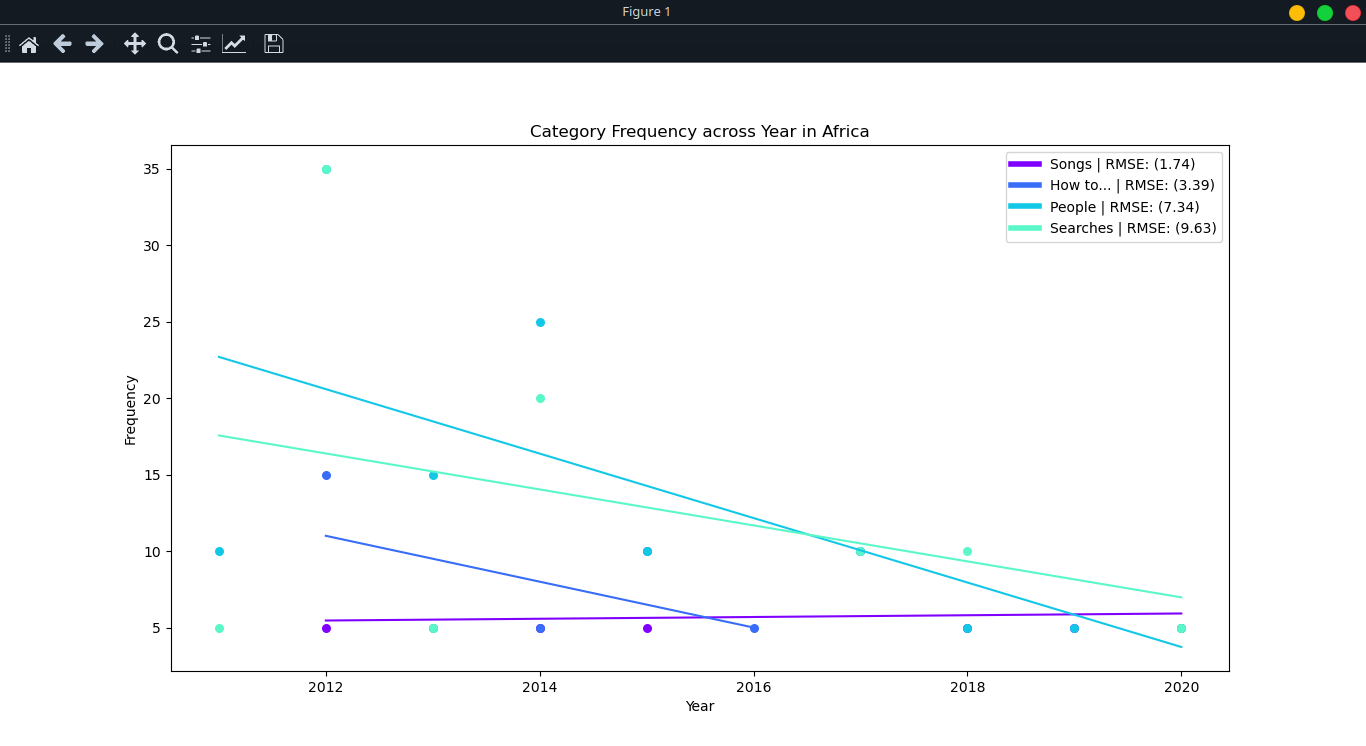 Figure 1
Category Frequency across Year in Africa
Songs | RMSE: (1.74)
How to... | RMSE: (3.39)
People | RMSE: (7.34)
Searches | RMSE: (9.63)
Frequency
35
30
25
20
15
10
5
2012 2014 2016 2018 2020
Year